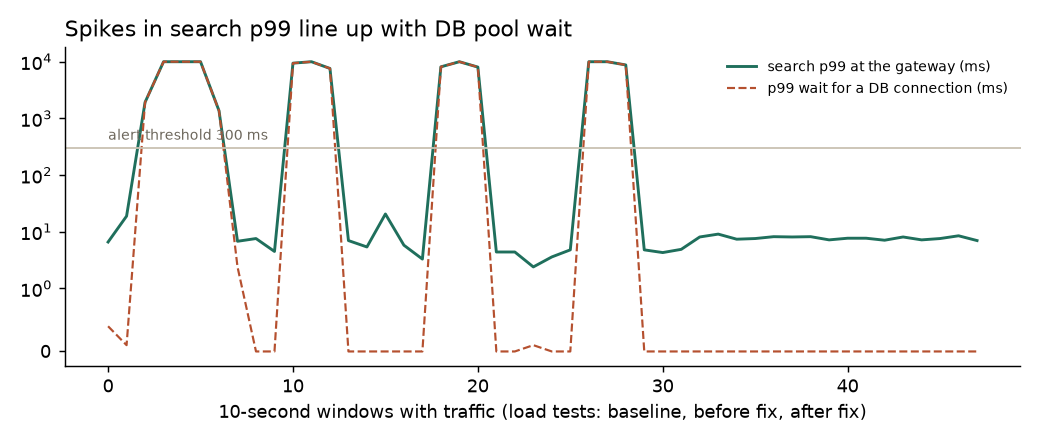 Spikes in search p99 line up with DB pool wait
10⁴
10³
10²
10¹
10⁰
0
search p99 at the gateway (ms)
p99 wait for a DB connection (ms)
alert threshold 300 ms
0 10 20 30 40
10-second windows with traffic (load tests: baseline, before fix, after fix)